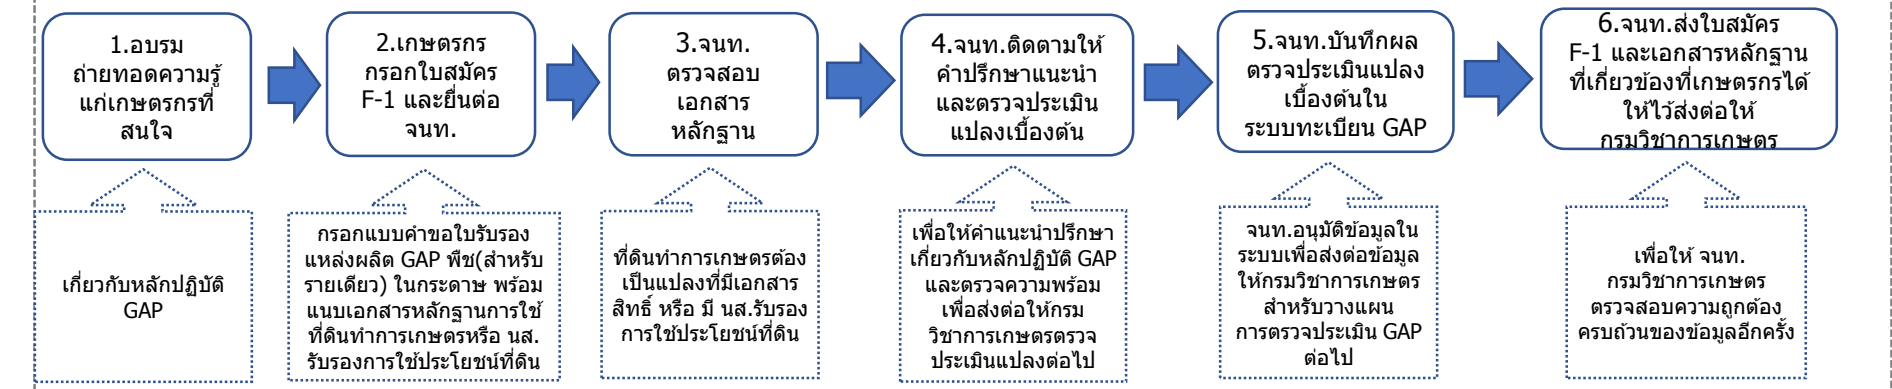 1.อบรม
ถ่ายทอดความรู้
แก่เกษตรกรที่
สนใจ
2.เกษตรกร
กรอกใบสมัคร
F-1 และยื่นต่อ
จนท.
3.จนท.
ตรวจสอบ
เอกสาร
หลักฐาน
4.จนท.ติดตามให้
คำปรึกษาแนะนำ
และตรวจประเมิน
แปลงเบื้องต้น
5.จนท.บันทึกผล
ตรวจประเมินแปลง
เบื้องต้นใน
ระบบทะเบียน GAP
6.จนท.ส่งใบสมัคร
F-1 และเอกสารหลักฐาน
ที่เกี่ยวข้องที่เกษตรกรได้
ให้ไว้ส่งต่อให้
กรมวิชาการเกษตร
เกี่ยวกับหลักปฏิบัติ
GAP
กรอกแบบคำขอใบรับรอง
แหล่งผลิต GAP พืช(สำหรับ
รายเดียว) ในกระดาษ พร้อม
แนบเอกสารหลักฐานการใช้
ที่ดินทำการเกษตรหรือ นส.
รับรองการใช้ประโยชน์ที่ดิน
ที่ดินทำการเกษตรต้อง
เป็นแปลงที่มีเอกสาร
สิทธิ์ หรือ มี นส.รับรอง
การใช้ประโยชน์ที่ดิน
เพื่อให้คำแนะนำปรึกษา
เกี่ยวกับหลักปฏิบัติ GAP
และตรวจความพร้อม
เพื่อส่งต่อให้กรม
วิชาการเกษตรตรวจ
ประเมินแปลงต่อไป
จนท.อนุมัติข้อมูลใน
ระบบเพื่อส่งต่อข้อมูล
ให้กรมวิชาการเกษตร
สำหรับวางแผน
การตรวจประเมิน GAP
ต่อไป
เพื่อให้ จนท.
กรมวิชาการเกษตร
ตรวจสอบความถูกต้อง
ครบถ้วนของข้อมูลอีกครั้ง